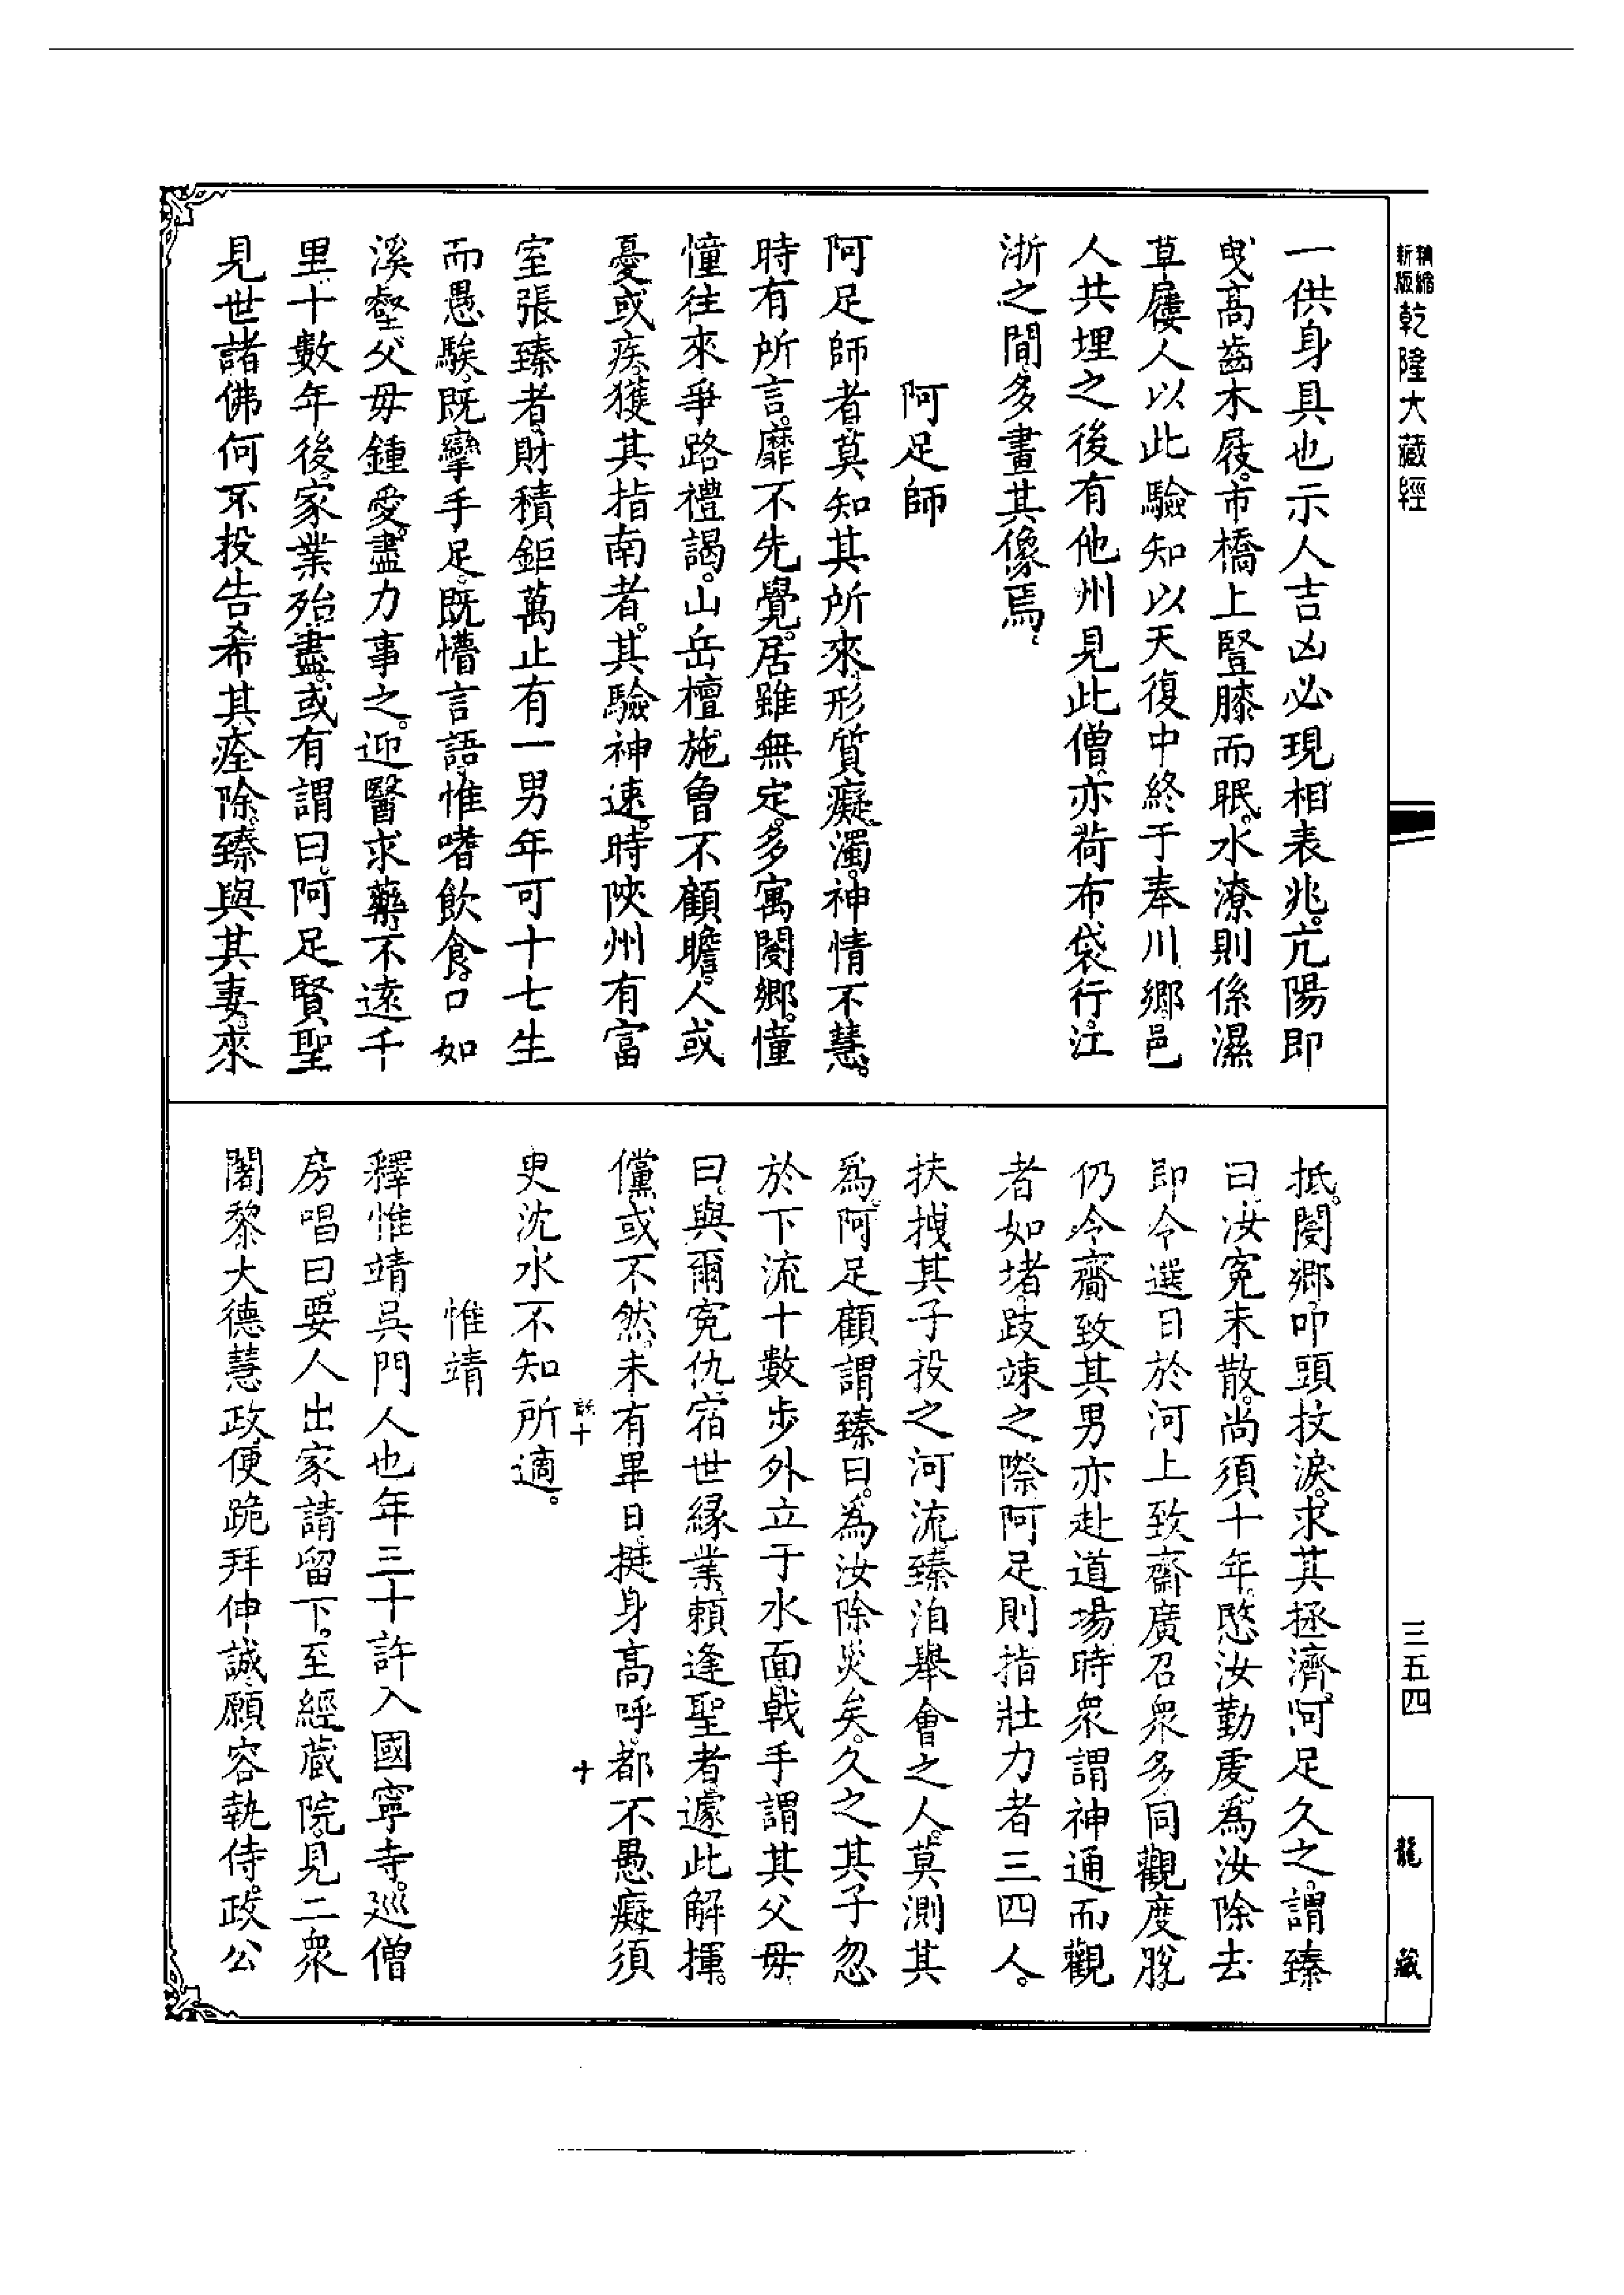 精縮新版乾隆大藏經
三五四
龍藏
一供身具也示人吉凶必現相表兆。亢陽即
曳高齒木屐。市橋上豎膝而眠。水潦則係濕
草屨人以此驗知以天復中終于奉川鄉邑
人共埋之後有他州見此僧。亦荷布袋行。江
浙之間。多畫其像焉。
阿足師
阿足師者。莫知其所來。形質癡濁。神情不慧。
時有所言。靡不先覺。居雖無定。多寓閿鄉。憧
憧往來。爭路禮謁。山岳檀施。曾不顧瞻。人或
憂或疾。獲其指南者。其驗神速。時陝州有富
室張臻者。財積鉅萬止有一男年可十七生
而愚騃。既攣手足。既懵言語。惟嗜飲食。口如
溪壑。父母鍾愛。盡力事之。迎醫求藥。不遠千
里。十數年後。家業殆盡。或有謂曰。阿足賢聖
見世諸佛何不投告希其痊除。臻與其妻。來
抵。閿鄉叩頭抆淚。求其拯濟。阿足久之。謂臻
曰。汝冤未散。尚須十年。愍汝勤虔。為汝除去
即令選日於河上致齋廣召眾多。同觀度脫。
仍令齋致其男亦赴道場。時眾謂神通而觀
者如堵。跂竦之際阿足。則指壯力者三四人。
扶拽其子投之河流。臻洎舉會之人。莫測其
為。阿足顧謂臻曰。為汝除災矣。久之其子忽
於下流十數步外立于水面。戟手謂其父母
曰。與爾冤仇。宿世緣業。賴逢聖者。遽此解揮。
儻或不然。未有畢日。挺身高呼。都不愚癡。須
十
臾沈水不知所適。
惟靖
釋惟靖吳門人也年三十許入國寧寺。巡僧
房唱曰。要人出家請留下。至經藏院。見二眾
闍黎大德慧政。便跪拜伸誠。願容執侍。政公